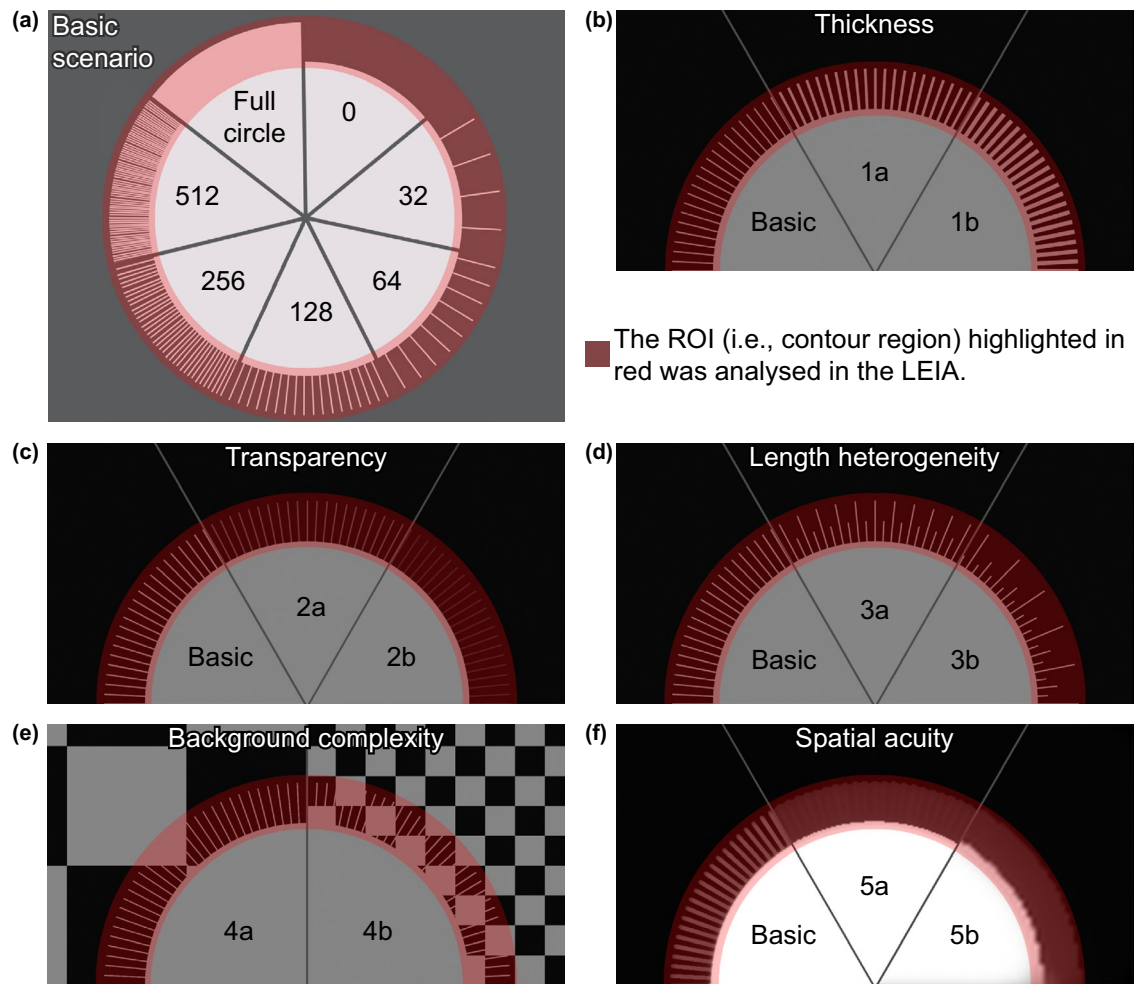 (a)
Basic
scenario
Full
circle
0
32
64
128
256
512
(b)
Thickness
Basic
1a
1b
The ROI (i.e., contour region) highlighted in
red was analysed in the LEIA.
(c)
Transparency
Basic
2a
2b
(d)
Length heterogeneity
Basic
3a
3b
(e)
Background complexity
4a
4b
(f)
Spatial acuity
Basic
5a
5b